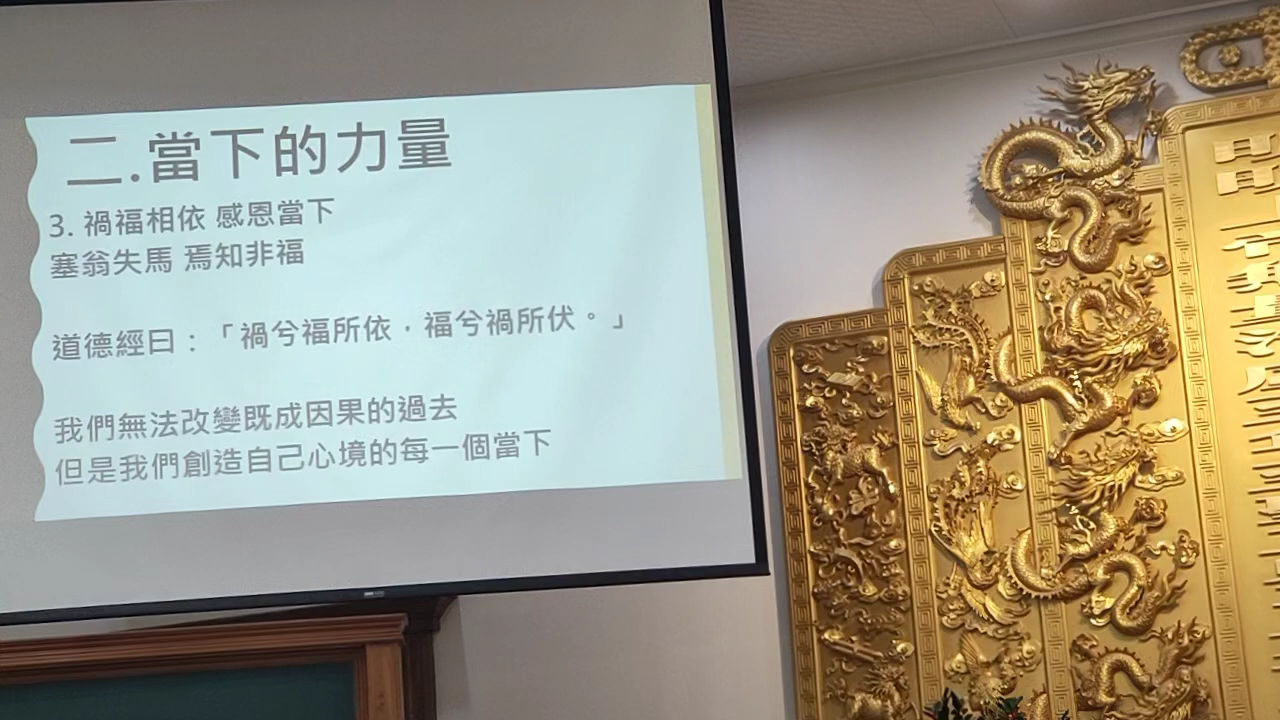 二.當下的力量
3. 禍福相依 感恩當下
塞翁失馬 焉知非福
道德經曰：「禍兮福所依，福兮禍所伏。」
我們無法改變既成因果的過去
但是我們創造自己心境的每一個當下